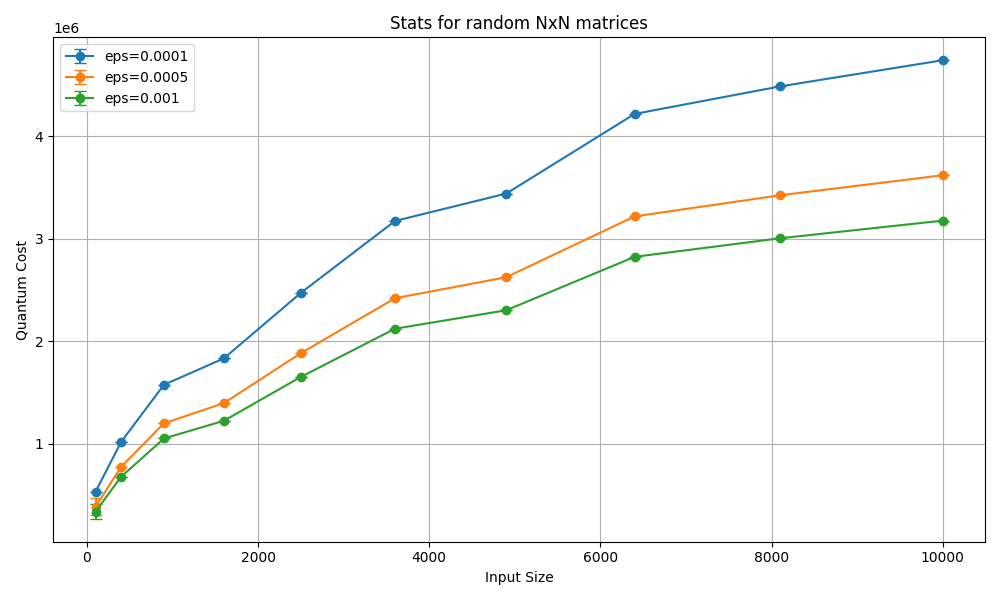 Stats for random NxN matrices
1e6
eps=0.0001
eps=0.0005
eps=0.001
4
3
2
1
Quantum Cost
0 2000 4000 6000 8000 10000
Input Size